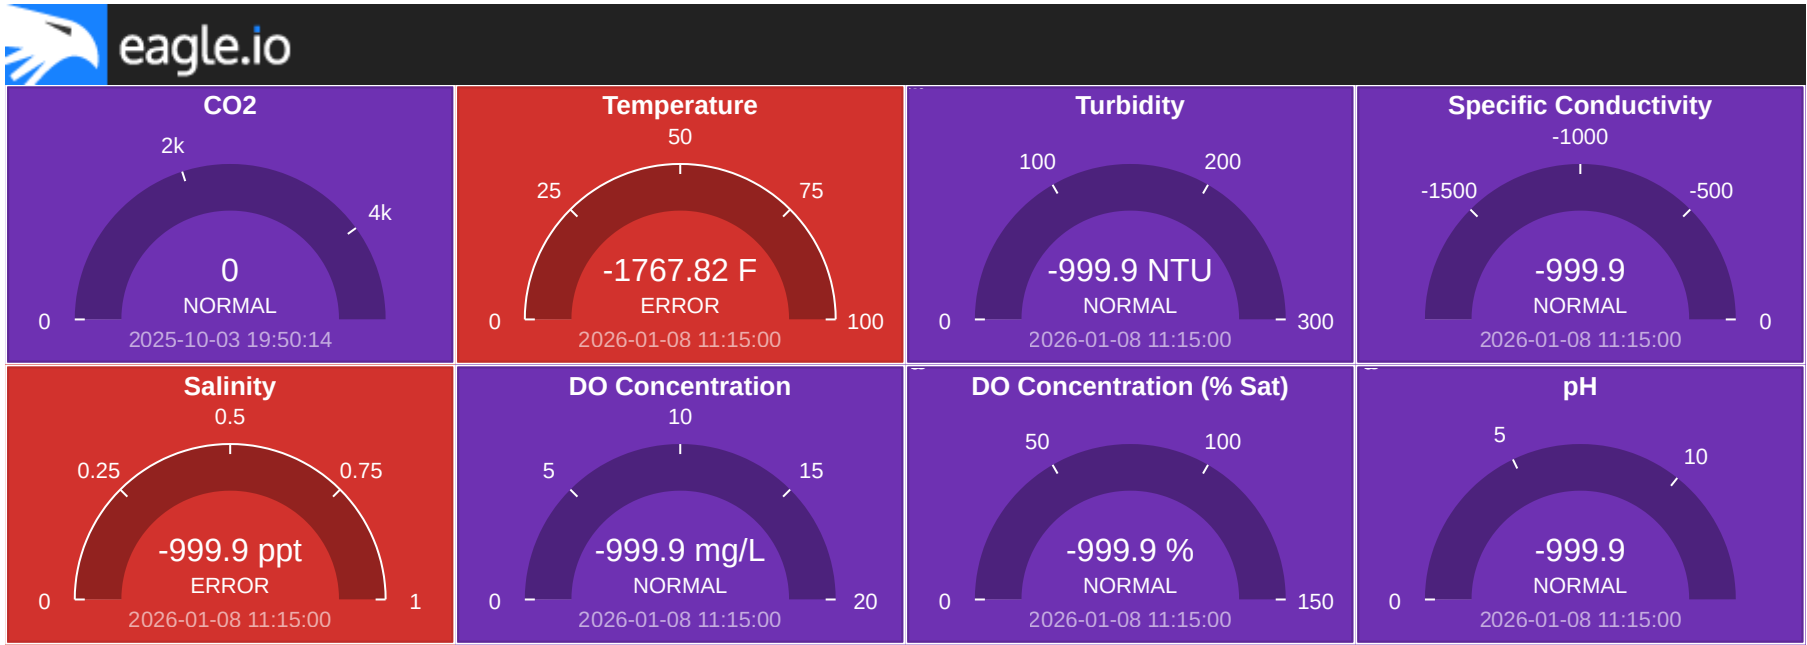 eagle.io
CO2
2k
4k
0
NORMAL
0
2025-10-03 19:50:14
Temperature
50
25
75
-1767.82 F
ERROR
0
100
2026-01-08 11:15:00
Turbidity
100
200
-999.9 NTU
NORMAL
0
300
2026-01-08 11:15:00
Specific Conductivity
-1000
-1500
-500
-999.9
NORMAL
0
2026-01-08 11:15:00
Salinity
0.5
0.25
0.75
-999.9 ppt
ERROR
0
1
2026-01-08 11:15:00
DO Concentration
10
5
15
-999.9 mg/L
NORMAL
0
20
2026-01-08 11:15:00
DO Concentration (% Sat)
50
100
-999.9 %
NORMAL
0
150
2026-01-08 11:15:00
pH
5
10
-999.9
NORMAL
0
2026-01-08 11:15:00